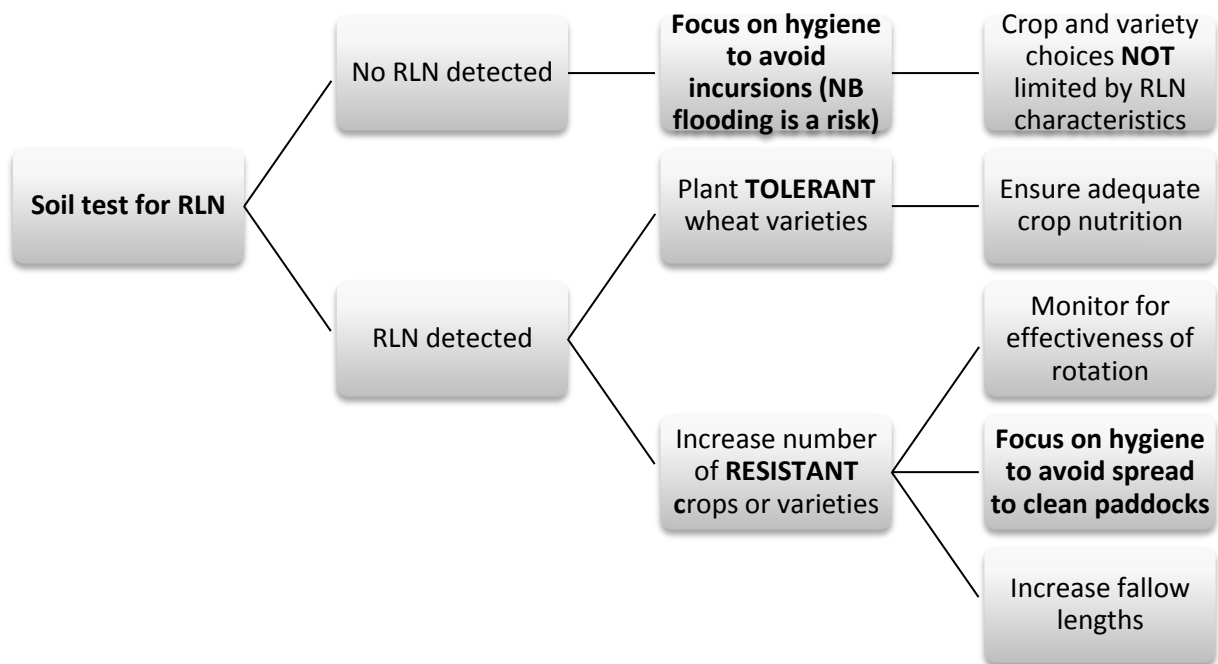 Soil test for RLN
No RLN detected
Focus on hygiene
to avoid
incursions (NB
flooding is a risk)
Crop and variety
choices NOT
limited by RLN
characteristics
RLN detected
Plant TOLERANT
wheat varieties
Ensure adequate
crop nutrition
Increase number
of RESISTANT
crops or varieties
Monitor for
effectiveness of
rotation
Focus on hygiene
to avoid spread
to clean paddocks
Increase fallow
lengths